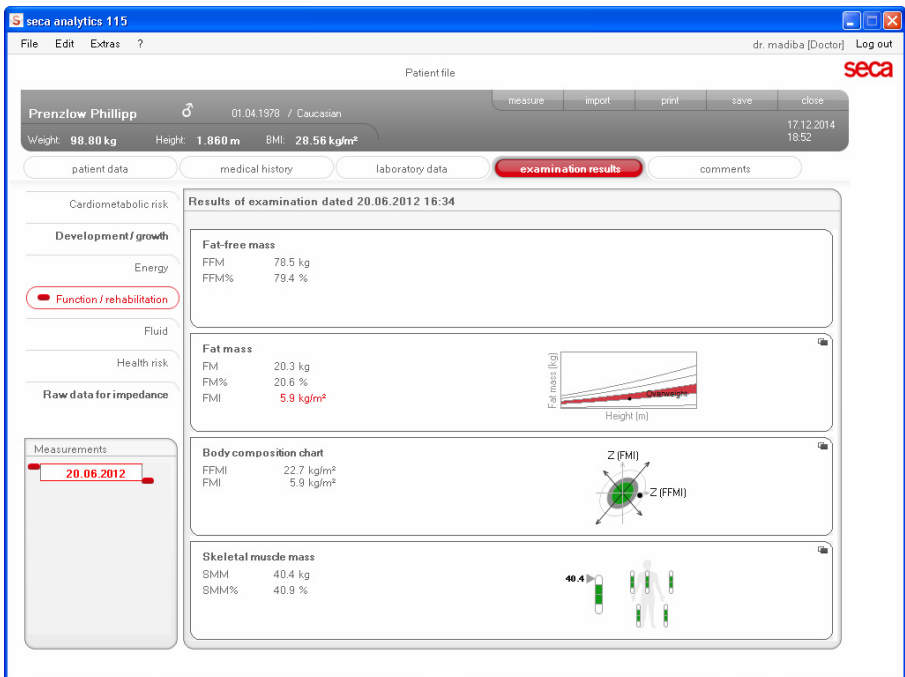 S seca analytics 115
File Edit Extras ? dr. madiba [Doctor] Log out
Patient file
seca
measure import print save close
Prenzlow Phillipp ♂ 01.04.1978 / Caucasian
17.12.2014
18:52
Weight: 98.80 kg Height: 1.860 m BMI: 28.56 kg/m²
patient data medical history laboratory data examination results comments
Cardiometabolic risk
Development / growth
Energy
Function / rehabilitation
Fluid
Health risk
Raw data for impedance
Measurements
20.06.2012
Results of examination dated 20.06.2012 16:34
Fat-free mass
FFM 78.5 kg
FFM% 79.4 %
Fat mass
FM 20.3 kg
FM% 20.6 %
FMI 5.9 kg/m²
Fat mass (kg)
Overweight
Height (m)
Body composition chart
FFMI 22.7 kg/m²
FMI 5.9 kg/m²
Z (FMI)
Z (FFMI)
Skeletal muscle mass
SMM 40.4 kg
SMM% 40.9 %
40.4